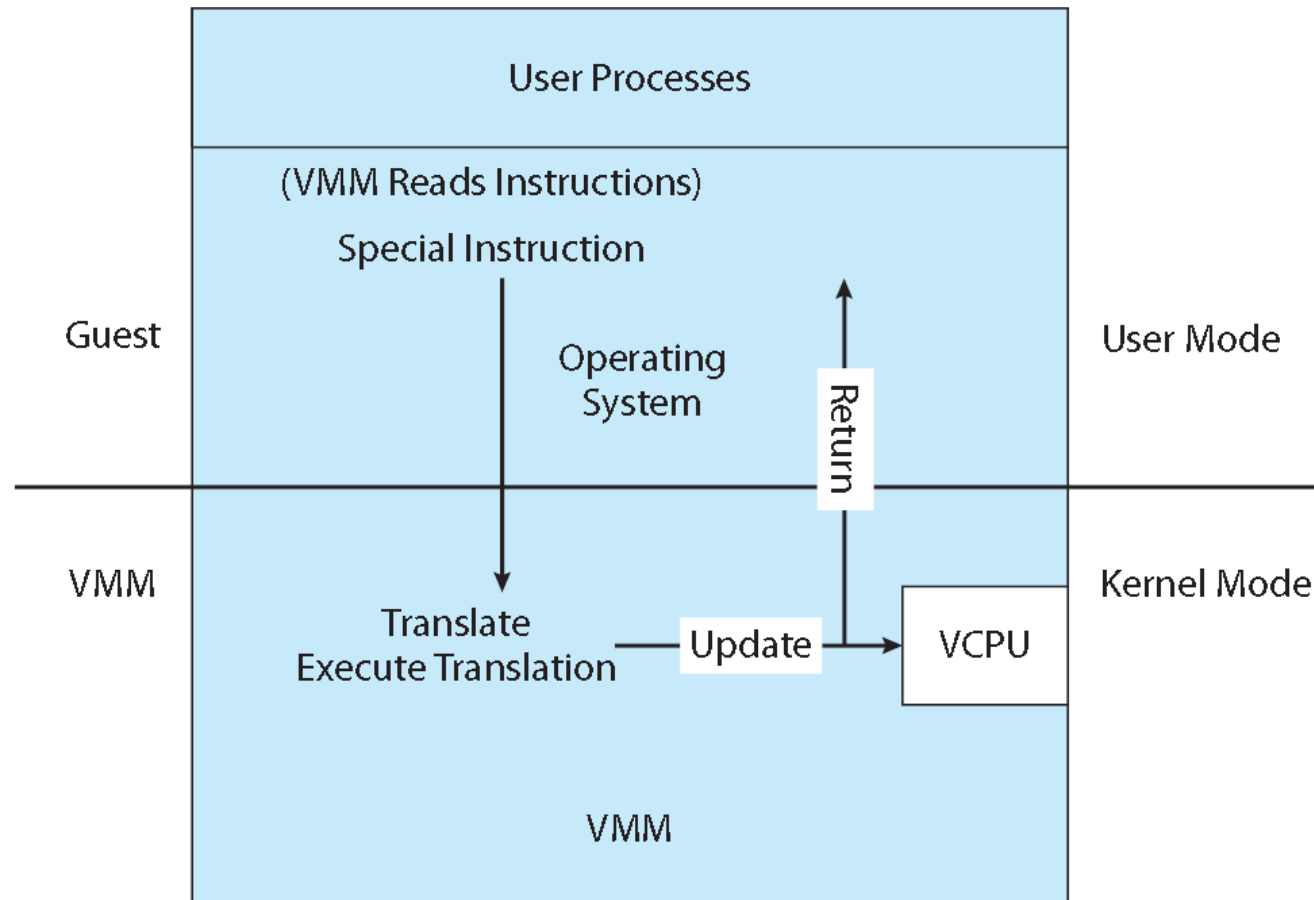 User Processes
(VMM Reads Instructions)
Special Instruction
Guest
User Mode
Operating
System
Return
VMM
Kernel Mode
Translate
Execute Translation
Update
VCPU
VMM